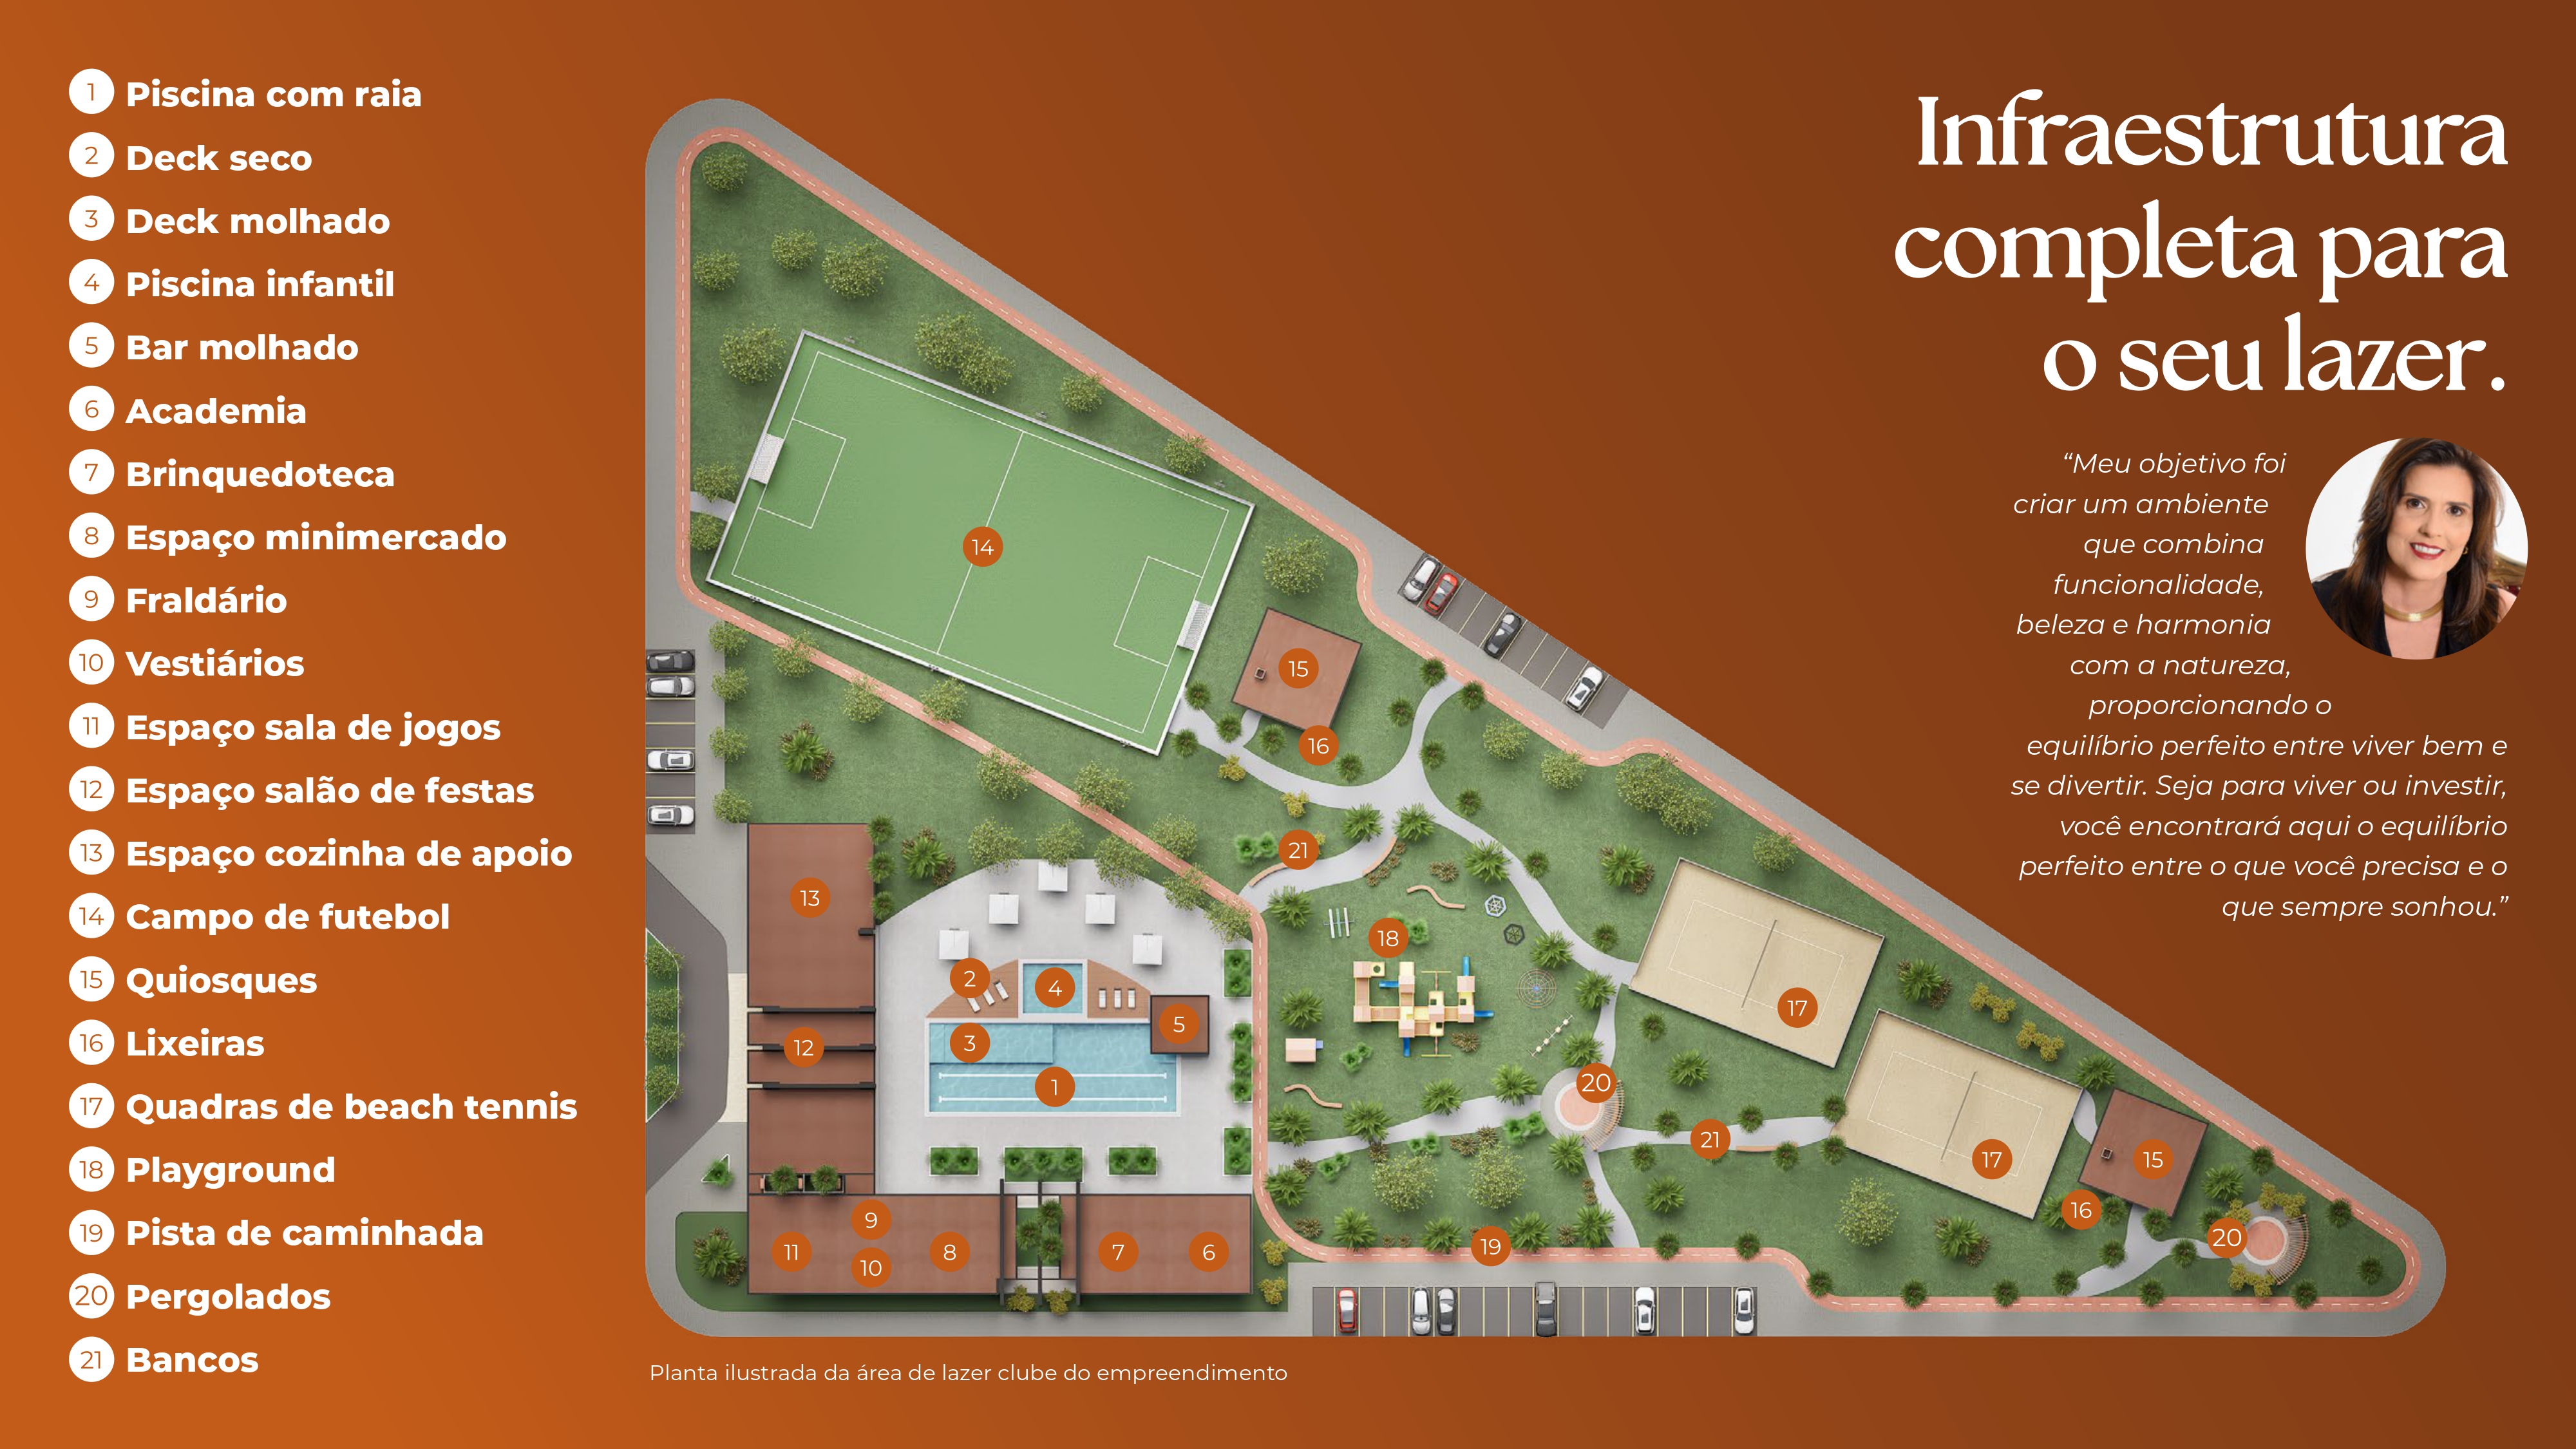 1 Piscina com raia
2 Deck seco
3 Deck molhado
4 Piscina infantil
5 Bar molhado
6 Academia
7 Brinquedoteca
8 Espaço minimercado
9 Fraldário
10 Vestiários
11 Espaço sala de jogos
12 Espaço salão de festas
13 Espaço cozinha de apoio
14 Campo de futebol
15 Quiosques
16 Lixeiras
17 Quadras de beach tennis
18 Playground
19 Pista de caminhada
20 Pergolados
21 Bancos
14
15
16
21
13
18
2
4
17
5
3
12
1
20
21
17
15
16
9
20
19
11
8
7
6
10
Planta ilustrada da área de lazer clube do empreendimento
Infraestrutura
completa para
o seu lazer.
“Meu objetivo foi
criar um ambiente
que combina
funcionalidade,
beleza e harmonia
com a natureza,
proporcionando o
equilíbrio perfeito entre viver bem e
se divertir. Seja para viver ou investir,
você encontrará aqui o equilíbrio
perfeito entre o que você precisa e o
que sempre sonhou.”